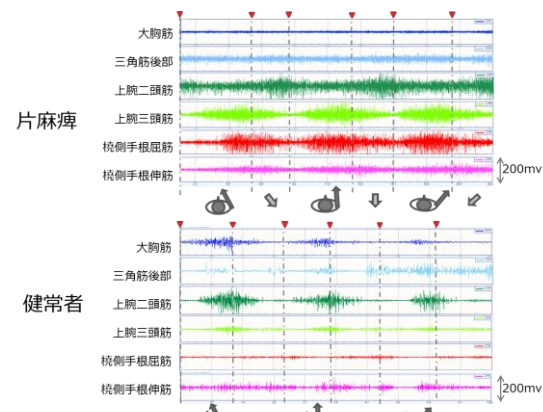 大胸筋
三角筋後部
上腕二頭筋
片麻痺
上腕三頭筋
橈側手根屈筋
橈側手根伸筋
200mv
大胸筋
三角筋後部
上腕二頭筋
健常者
上腕三頭筋
橈側手根屈筋
橈側手根伸筋
200mv